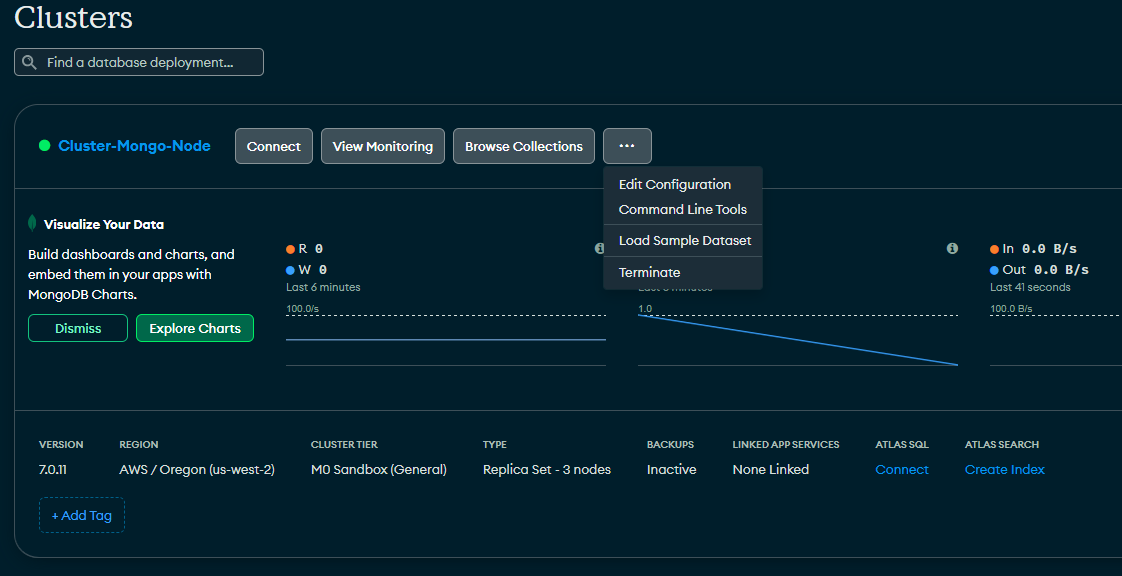 Clusters
Find a database deployment...
Cluster-Mongo-Node
Connect
View Monitoring
Browse Collections
...
Edit Configuration
Command Line Tools
Load Sample Dataset
Terminate
Visualize Your Data
Build dashboards and charts, and
embed them in your apps with
MongoDB Charts.
Dismiss
Explore Charts
R 0
W 0
Last 6 minutes
100.0/s
Last 6 minutes
1.0
In 0.0 B/s
Out 0.0 B/s
Last 41 seconds
100.0 B/s
VERSION REGION CLUSTER TIER TYPE BACKUPS LINKED APP SERVICES ATLAS SQL ATLAS SEARCH
7.0.11 AWS / Oregon (us-west-2) M0 Sandbox (General) Replica Set - 3 nodes Inactive None Linked Connect Create Index
+ Add Tag